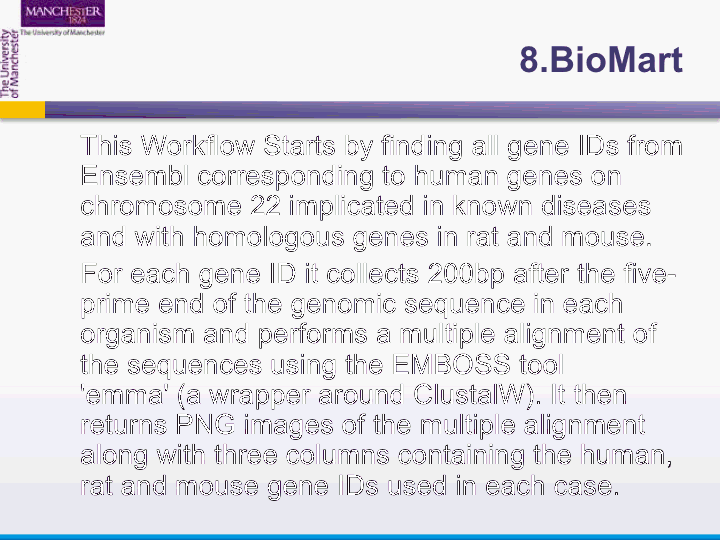 MANCHESTER
1824
The University of Manchester
The University
of Manchester
8.BioMart
This Workflow Starts by finding all gene IDs from
Ensembl corresponding to human genes on
chromosome 22 implicated in known diseases
and with homologous genes in rat and mouse.
For each gene ID it collects 200bp after the five-
prime end of the genomic sequence in each
organism and performs a multiple alignment of
the sequences using the EMBOSS tool
'emma' (a wrapper around ClustalW). It then
returns PNG images of the multiple alignment
along with three columns containing the human,
rat and mouse gene IDs used in each case.